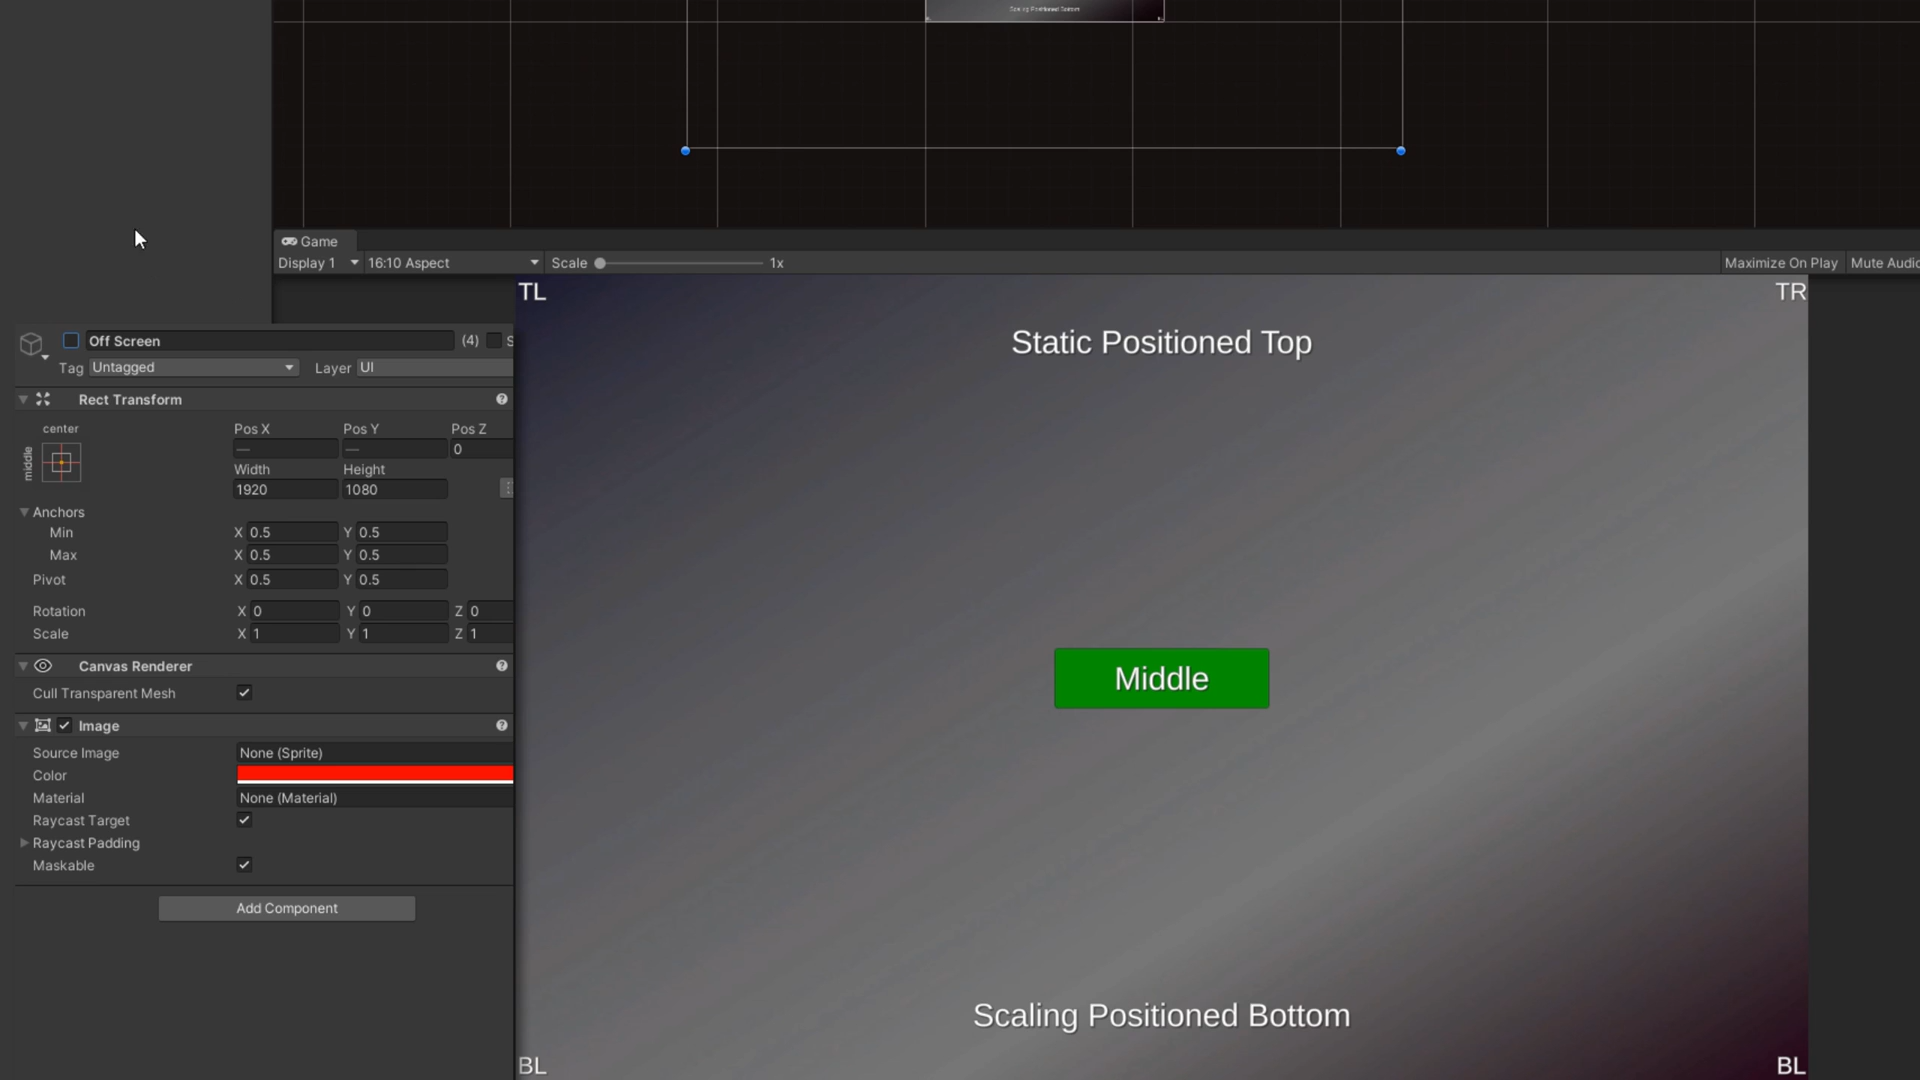 Scaling Positioned Bottom
Game
Display 1 16:10 Aspect Scale 1x Maximize On Play Mute Audio
TL TR
Static Positioned Top
Off Screen (4) S
Tag Untagged Layer UI
Rect Transform
center
middle
Pos X Pos Y Pos Z
— — 0
Width Height
1920 1080
Anchors
Min X 0.5 Y 0.5
Max X 0.5 Y 0.5
Pivot X 0.5 Y 0.5
Rotation X 0 Y 0 Z 0
Scale X 1 Y 1 Z 1
Canvas Renderer
Middle
Cull Transparent Mesh
Image
Source Image None (Sprite)
Color
Material None (Material)
Raycast Target
Raycast Padding
Maskable
Add Component
Scaling Positioned Bottom
BL BL